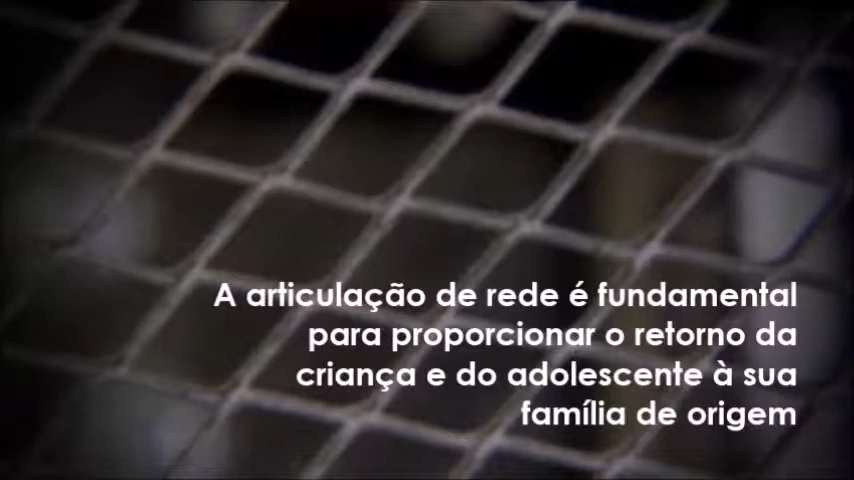 A articulação de rede é fundamental
para proporcionar o retorno da
criança e do adolescente à sua
família de origem